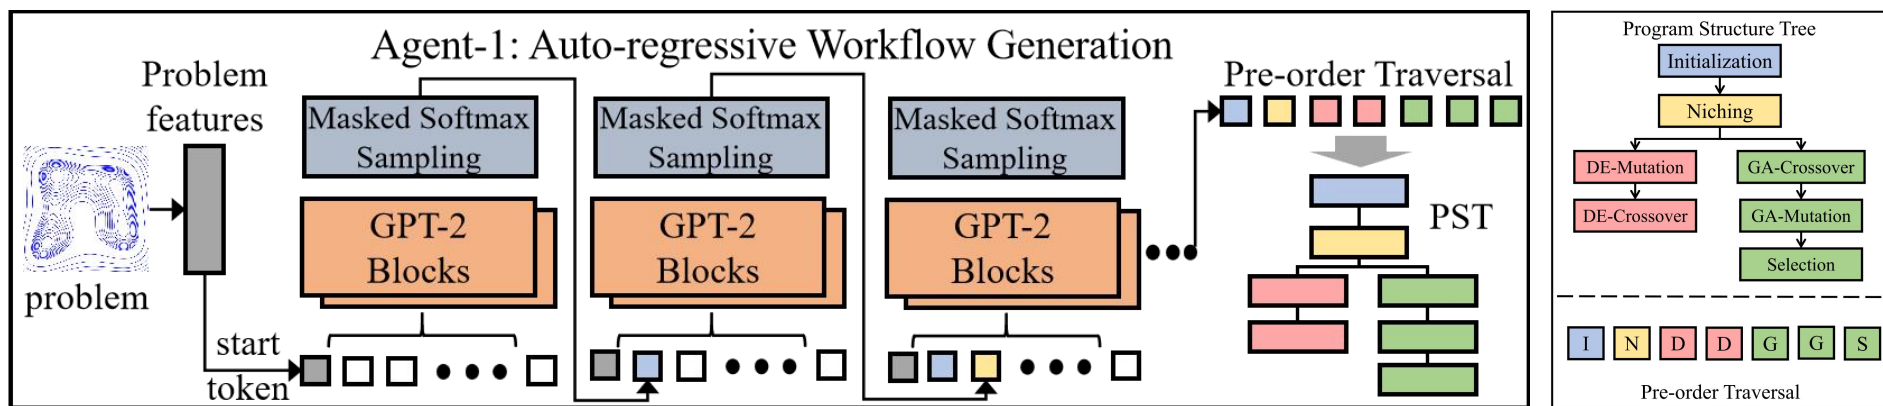 Agent-1: Auto-regressive Workflow Generation
Problem
features
problem
start
token
Masked Softmax
Sampling
GPT-2
Blocks
Masked Softmax
Sampling
GPT-2
Blocks
Masked Softmax
Sampling
GPT-2
Blocks
Pre-order Traversal
PST
Program Structure Tree
Initialization
Niching
DE-Mutation
GA-Crossover
DE-Crossover
GA-Mutation
Selection
I N D D G G S
Pre-order Traversal